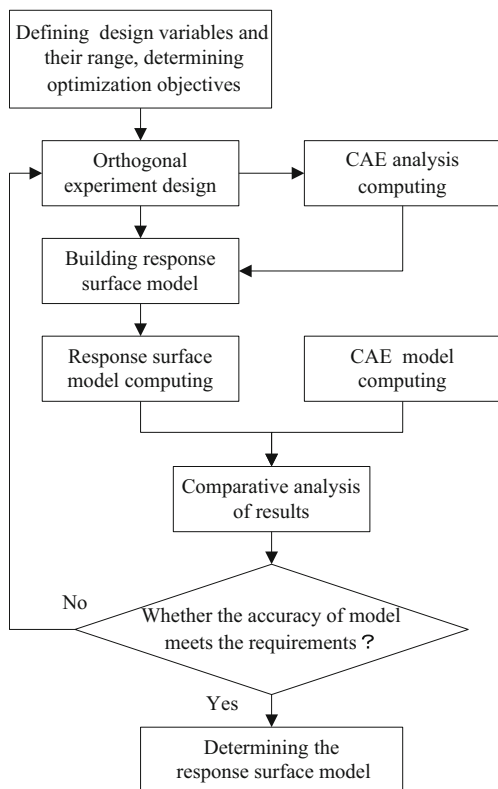 Defining design variables and
their range, determining
optimization objectives
Orthogonal
experiment design
CAE analysis
computing
Building response
surface model
Response surface
model computing
CAE model
computing
Comparative analysis
of results
No
Whether the accuracy of model
meets the requirements？
Yes
Determining the
response surface model